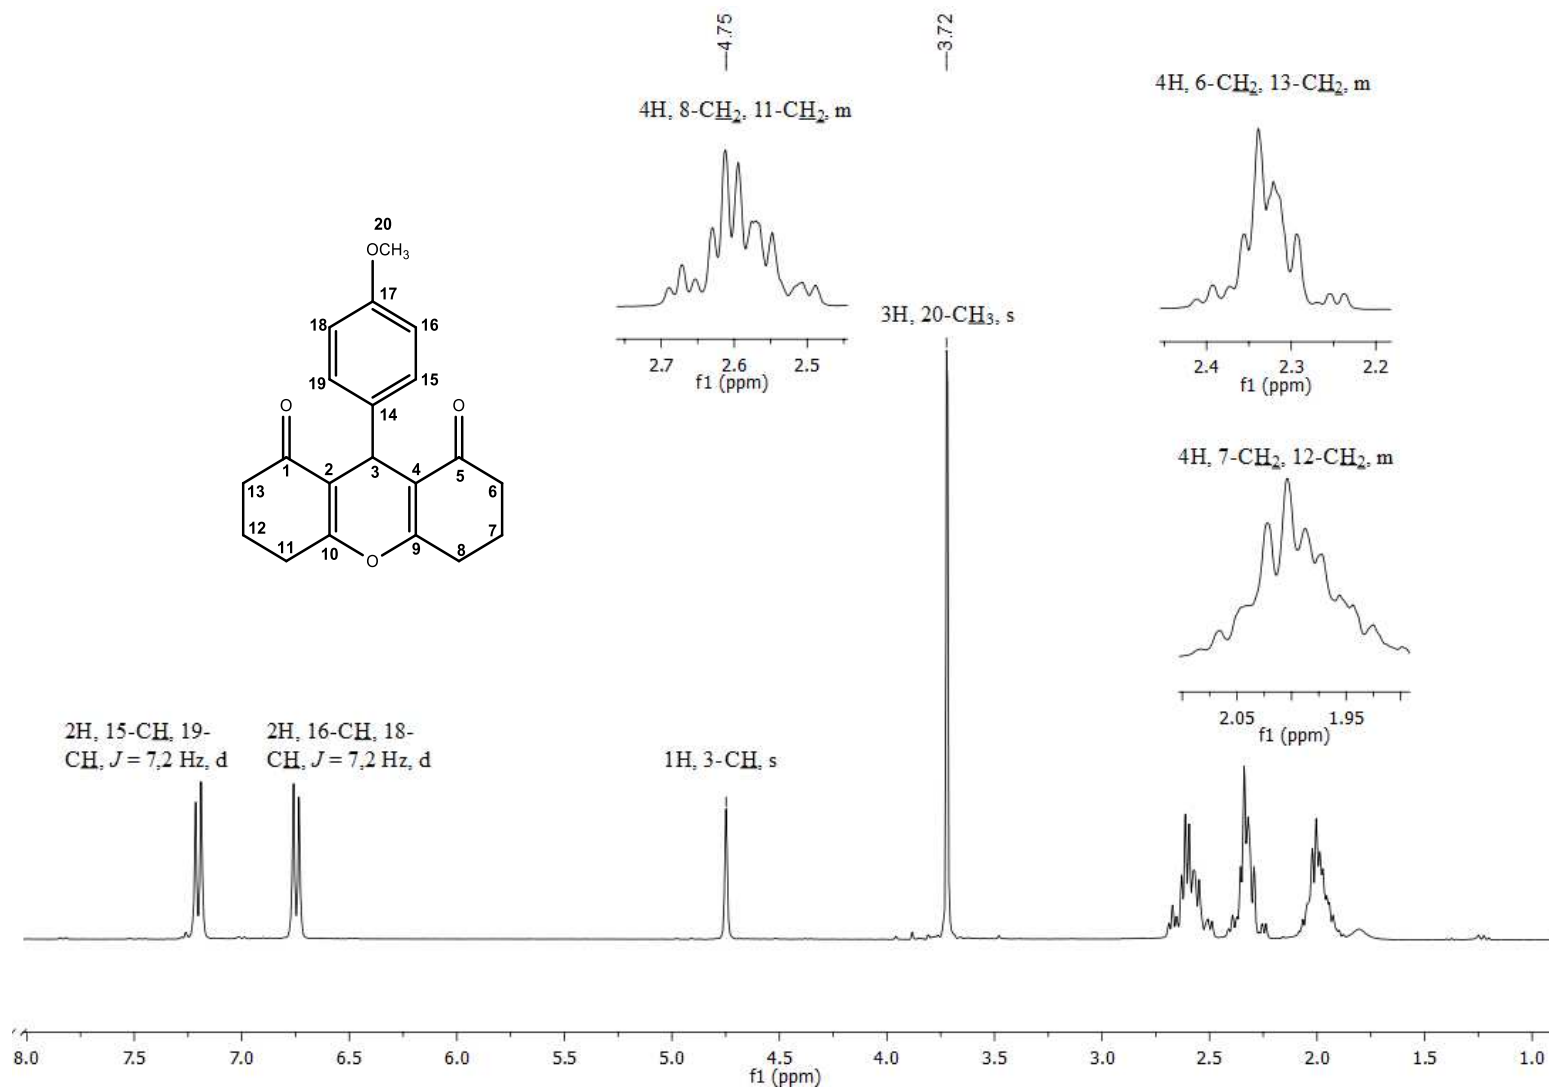 —4.75
—3.72
4H, 8-CH2, 11-CH2, m
2.7 2.6 2.5
f1 (ppm)
3H, 20-CH3, s
4H, 6-CH2, 13-CH2, m
2.4 2.3 2.2
f1 (ppm)
4H, 7-CH2, 12-CH2, m
2.05 1.95
f1 (ppm)
20
OCH3
17
18 16
19 15
14
O O
1 2 3 4 5
13 6
12 7
11 10 O 9 8
2H, 15-CH, 19-
CH, J = 7,2 Hz, d
2H, 16-CH, 18-
CH, J = 7,2 Hz, d
1H, 3-CH, s
8.0 7.5 7.0 6.5 6.0 5.5 5.0 4.5 4.0 3.5 3.0 2.5 2.0 1.5 1.0
f1 (ppm)